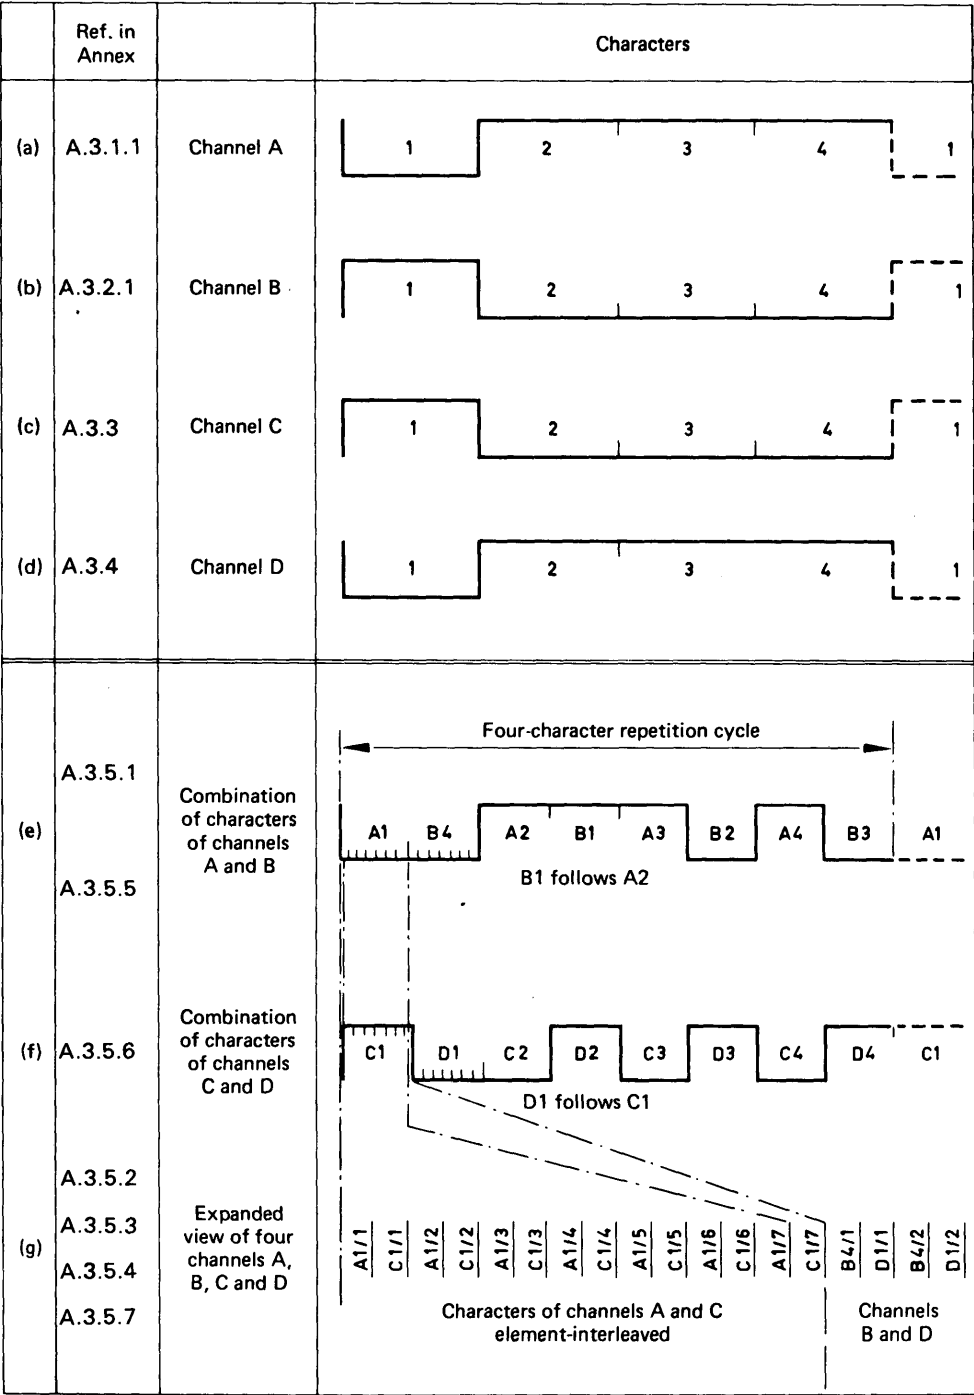 Ref. in
Annex
Characters
(a) A.3.1.1 Channel A 1 2 3 4 1
(b) A.3.2.1 Channel B 1 2 3 4 1
(c) A.3.3 Channel C 1 2 3 4 1
(d) A.3.4 Channel D 1 2 3 4 1
Four-character repetition cycle
(e)
A.3.5.1
A.3.5.5
Combination
of characters
of channels
A and B
A1 B4 A2 B1 A3 B2 A4 B3 A1
B1 follows A2
(f) A.3.5.6
Combination
of characters
of channels
C and D
C1 D1 C2 D2 C3 D3 C4 D4 C1
D1 follows C1
(g)
A.3.5.2
A.3.5.3
A.3.5.4
A.3.5.7
Expanded
view of four
channels A,
B, C and D
A1/1 C1/1 A1/2 C1/2 A1/3 C1/3 A1/4 C1/4 A1/5 C1/5 A1/6 C1/6 A1/7 C1/7 B4/1 D1/1 B4/2 D1/2
Characters of channels A and C
element-interleaved
Channels
B and D